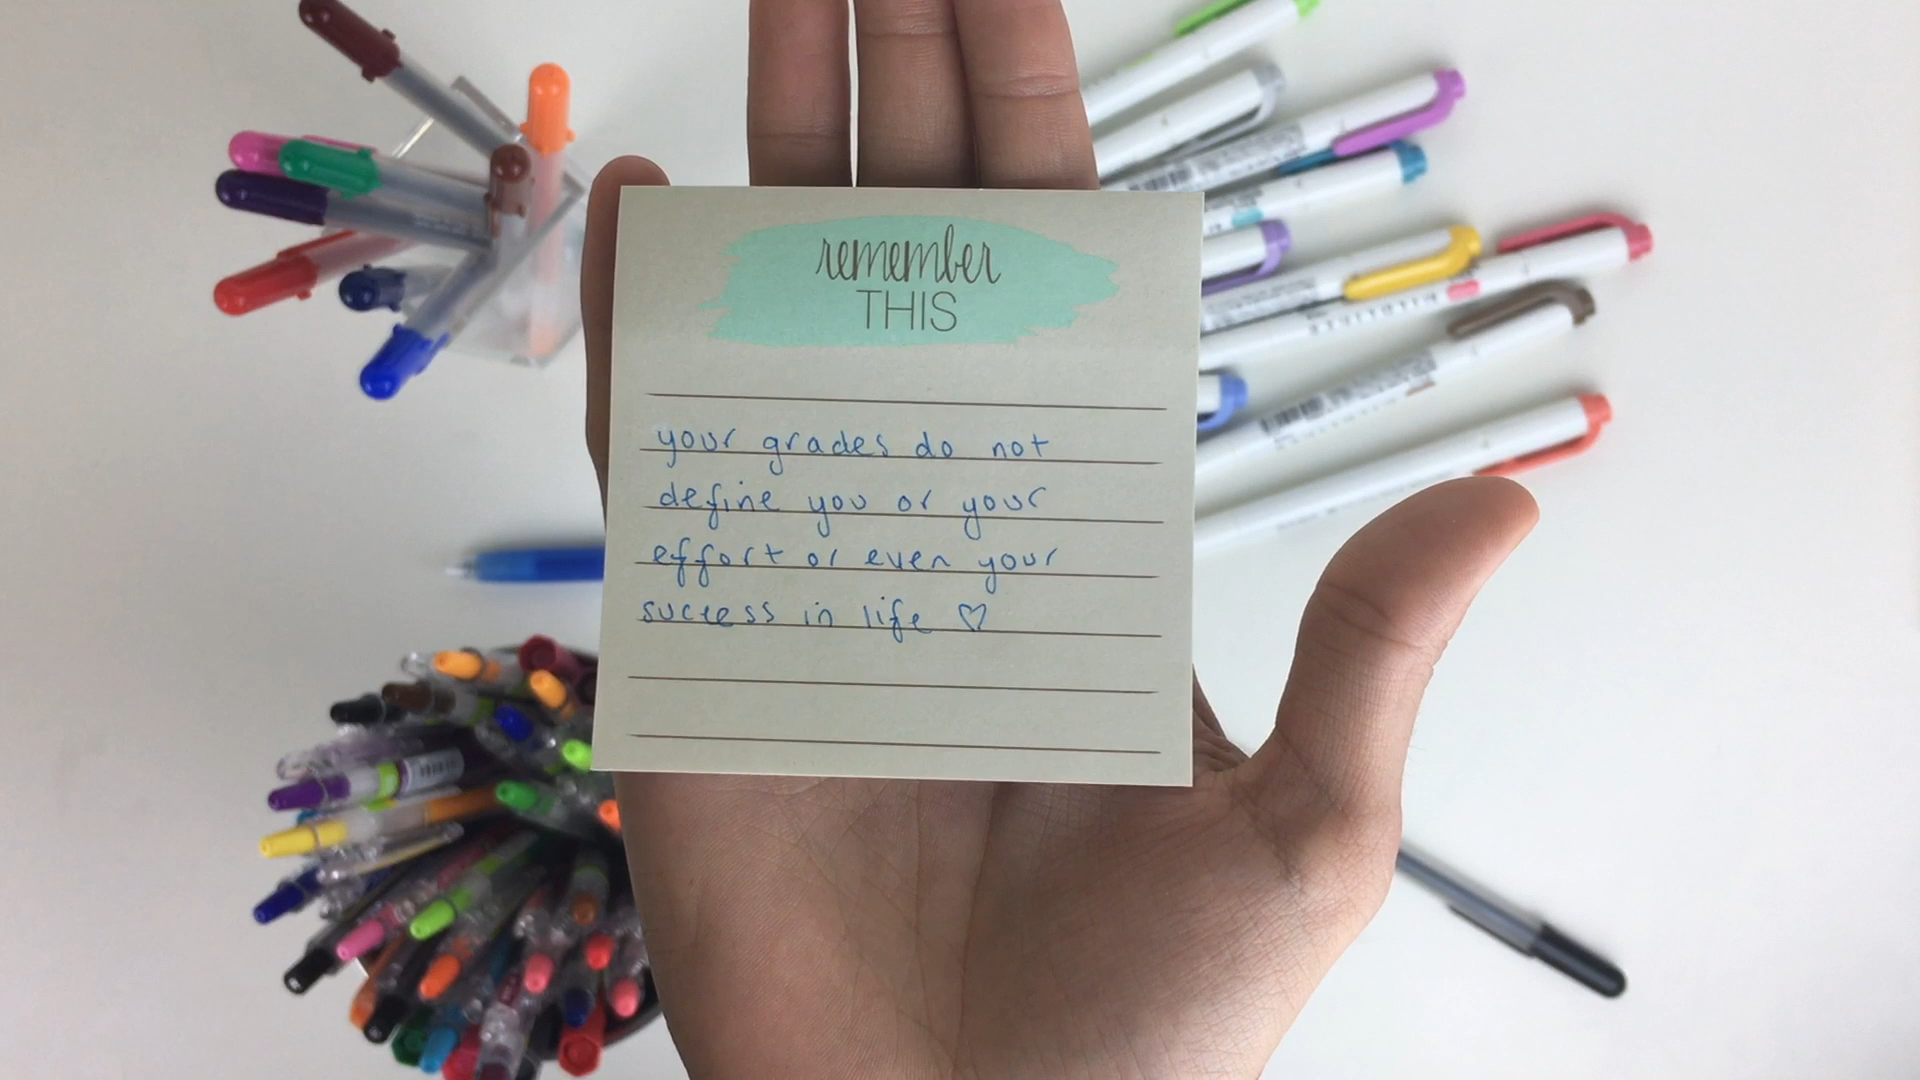 remember
THIS
your grades do not
define you or your
effort or even your
success in life ♡